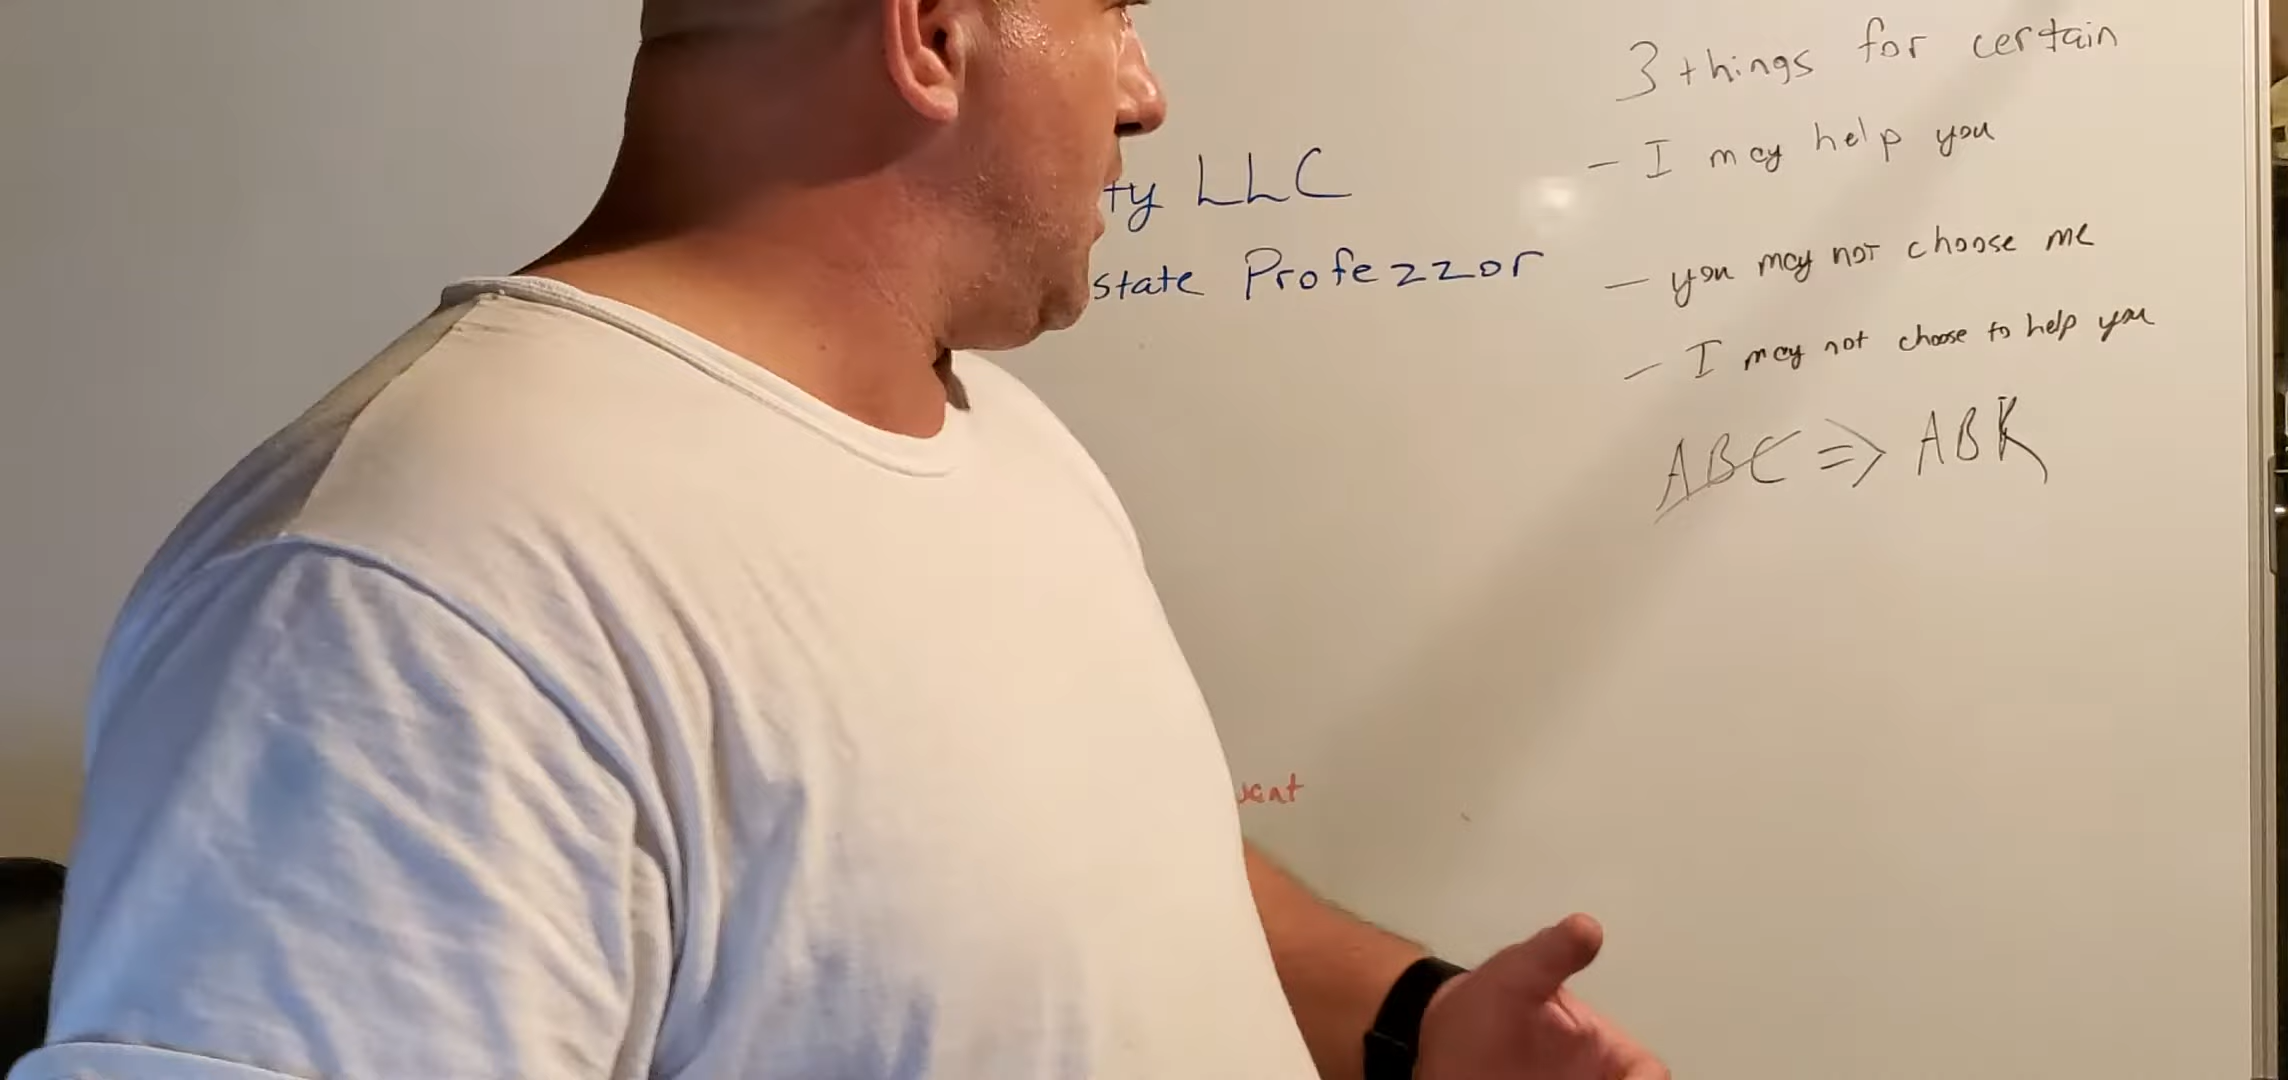 3 things for certain
- I may help you
- you may not choose me
- I may not choose to help you
ABC => ABK
ty LLC
state Profezzor